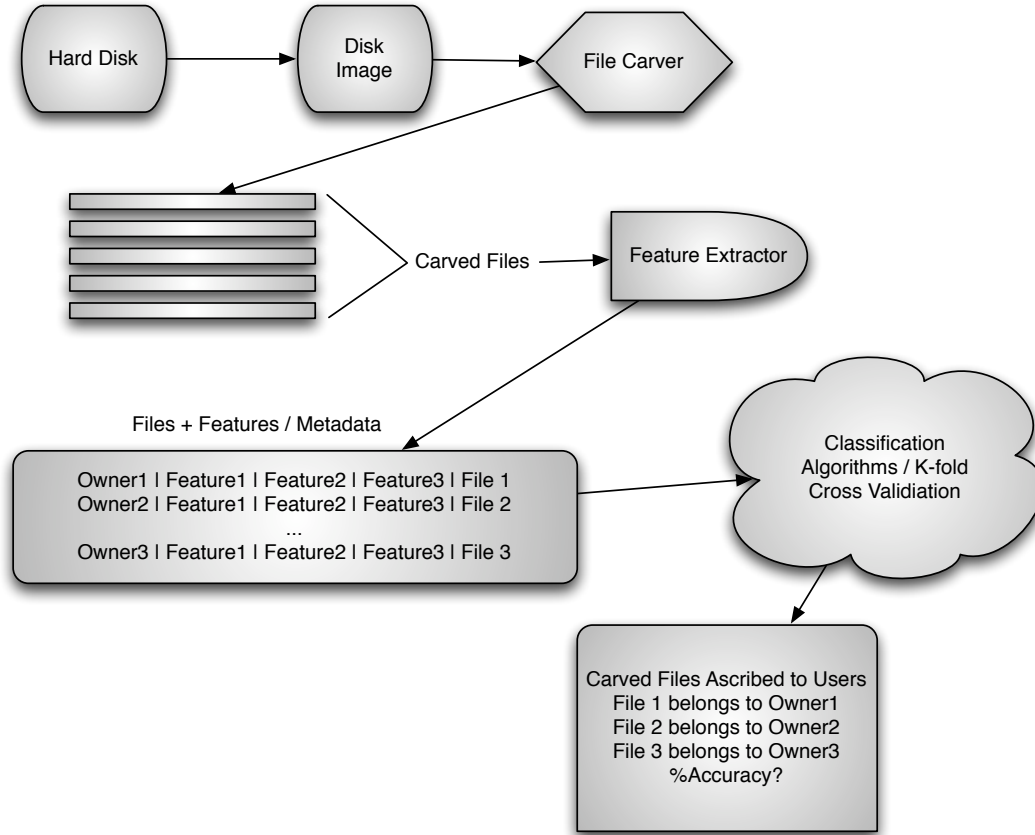 Hard Disk
Disk
Image
File Carver
Carved Files
Feature Extractor
Files + Features / Metadata
Owner1 | Feature1 | Feature2 | Feature3 | File 1
Owner2 | Feature1 | Feature2 | Feature3 | File 2
...
Owner3 | Feature1 | Feature2 | Feature3 | File 3
Classification
Algorithms / K-fold
Cross Validiation
Carved Files Ascribed to Users
File 1 belongs to Owner1
File 2 belongs to Owner2
File 3 belongs to Owner3
%Accuracy?